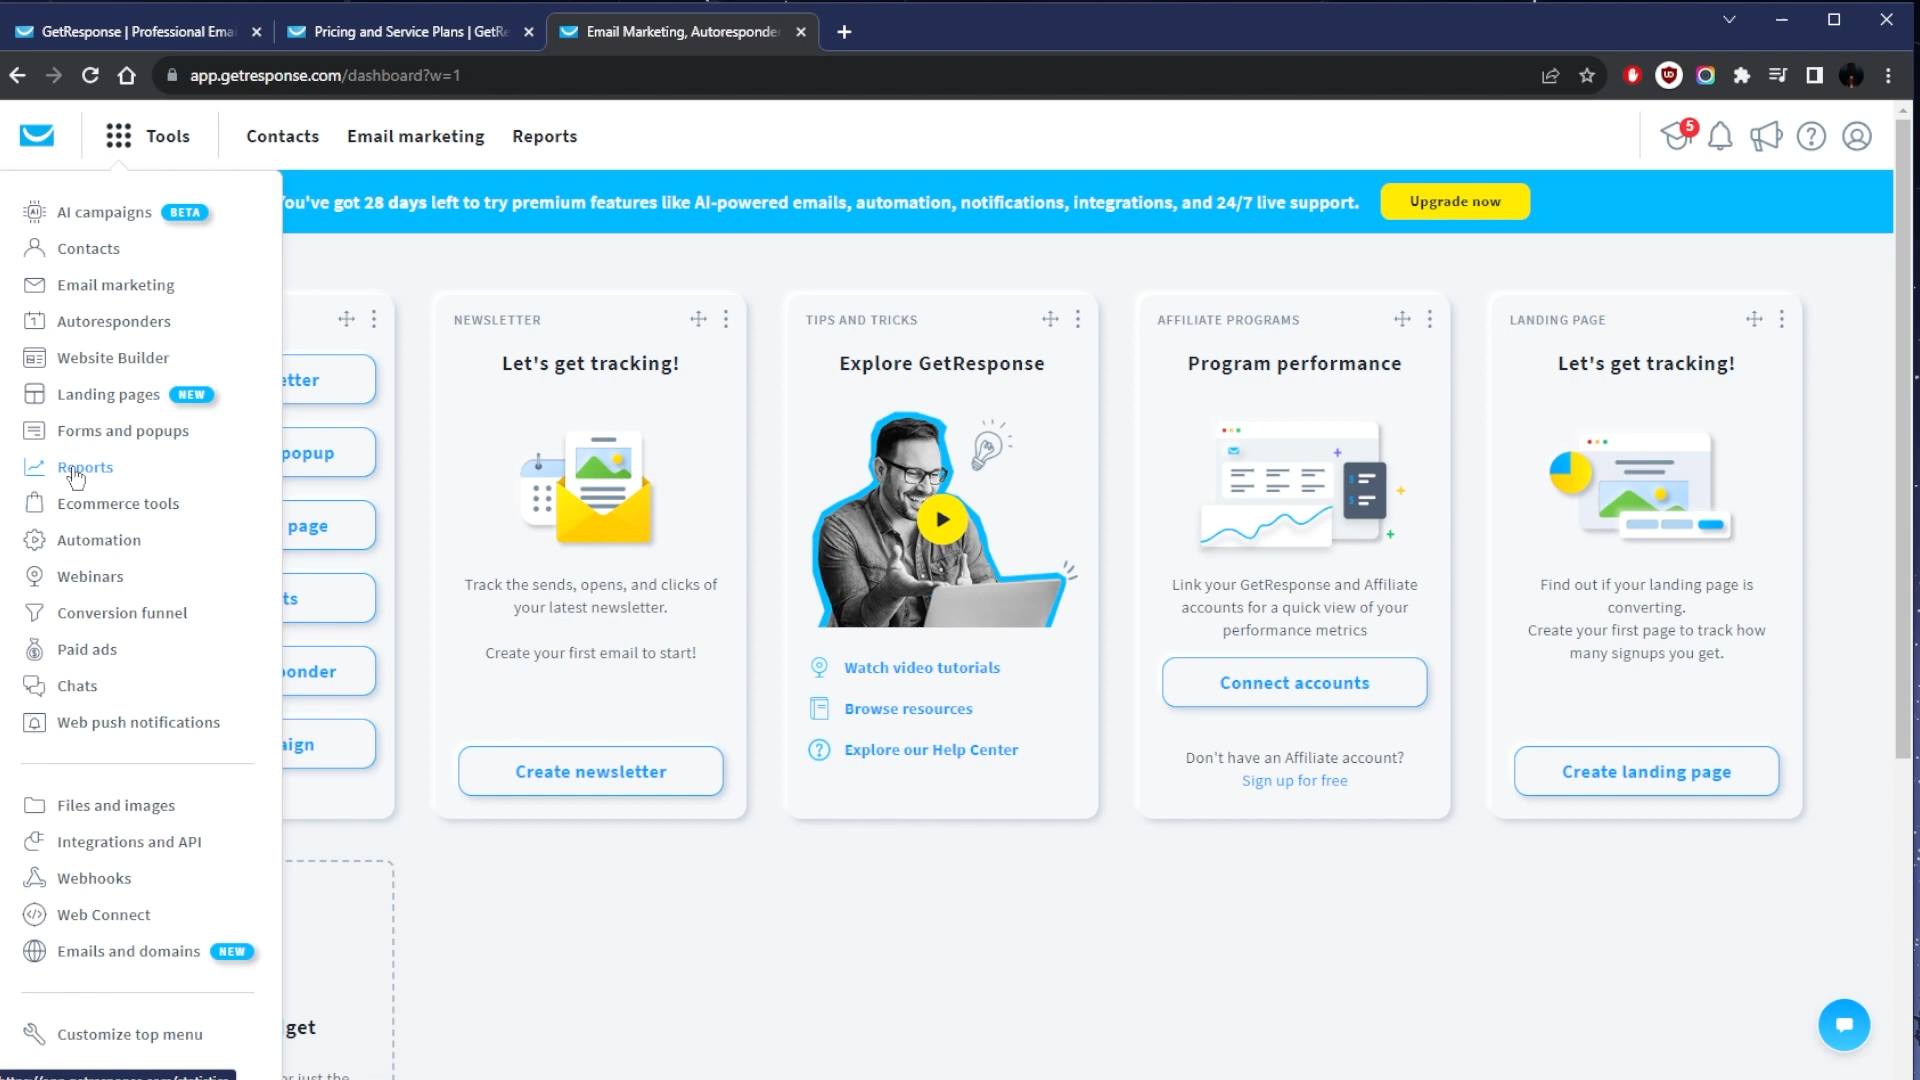 GetResponse | Professional Ema
Pricing and Service Plans | GetRe
Email Marketing, Autoresponder
app.getresponse.com/dashboard?w=1
Tools
Contacts
Email marketing
Reports
5
AI campaigns BETA
Contacts
Email marketing
Autoresponders
Website Builder
Landing pages NEW
Forms and popups
Reports
Ecommerce tools
Automation
Webinars
Conversion funnel
Paid ads
Chats
Web push notifications
Files and images
Integrations and API
Webhooks
Web Connect
Emails and domains NEW
Customize top menu
You've got 28 days left to try premium features like AI-powered emails, automation, notifications, integrations, and 24/7 live support.
Upgrade now
etter
popup
page
ts
onder
aign
get
or just the
NEWSLETTER
Let's get tracking!
Track the sends, opens, and clicks of
your latest newsletter.
Create your first email to start!
Create newsletter
TIPS AND TRICKS
Explore GetResponse
Watch video tutorials
Browse resources
Explore our Help Center
AFFILIATE PROGRAMS
Program performance
Link your GetResponse and Affiliate
accounts for a quick view of your
performance metrics
Connect accounts
Don't have an Affiliate account?
Sign up for free
LANDING PAGE
Let's get tracking!
Find out if your landing page is
converting.
Create your first page to track how
many signups you get.
Create landing page